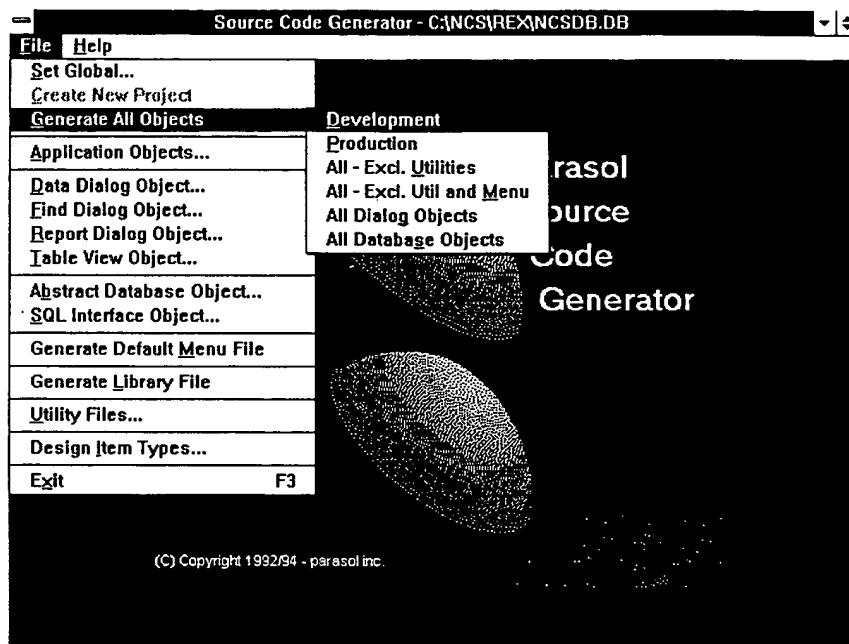 Source Code Generator - C:\NCS\REX\NCSDB.DB
File Help
Set Global...
Create New Project
Generate All Objects
Application Objects...
Data Dialog Object...
Find Dialog Object...
Report Dialog Object...
Table View Object...
Abstract Database Object...
SQL Interface Object...
Generate Default Menu File
Generate Library File
Utility Files...
Design Item Types...
Exit F3
Development
Production
All - Excl. Utilities
All - Excl. Util and Menu
All Dialog Objects
All Database Objects
rasol
ource
Code
Generator
(C) Copyright 1992/94 - parasol inc.